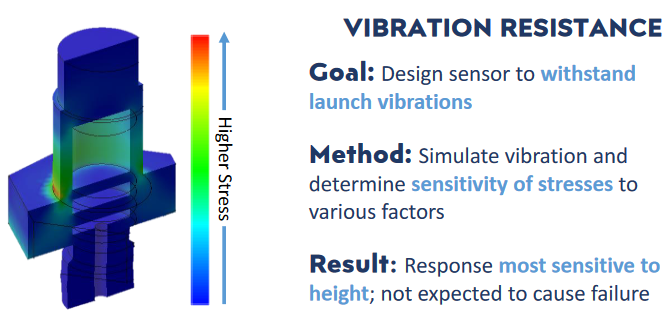 VIBRATION RESISTANCE
Goal: Design sensor to withstand
launch vibrations
Higher Stress
Method: Simulate vibration and
determine sensitivity of stresses to
various factors
Result: Response most sensitive to
height; not expected to cause failure